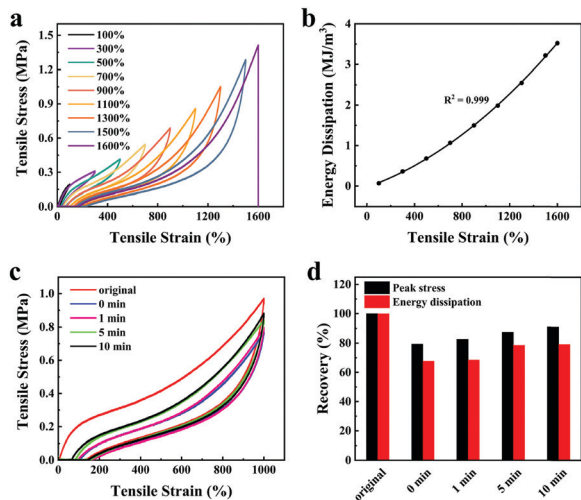 a
Tensile Stress (MPa)
1.5
1.2
0.9
0.6
0.3
0.0
100%
300%
500%
700%
900%
1100%
1300%
1500%
1600%
0 400 800 1200 1600
Tensile Strain (%)
b
Energy Dissipation (MJ/m³)
4
3
2
1
0
R² = 0.999
0 400 800 1200 1600
Tensile Strain (%)
c
Tensile Stress (MPa)
1.0
0.8
0.6
0.4
0.2
0.0
original
0 min
1 min
5 min
10 min
0 200 400 600 800 1000
Tensile Strain (%)
d
Recovery (%)
120
100
80
60
40
20
0
Peak stress
Energy dissipation
original 0 min 1 min 5 min 10 min